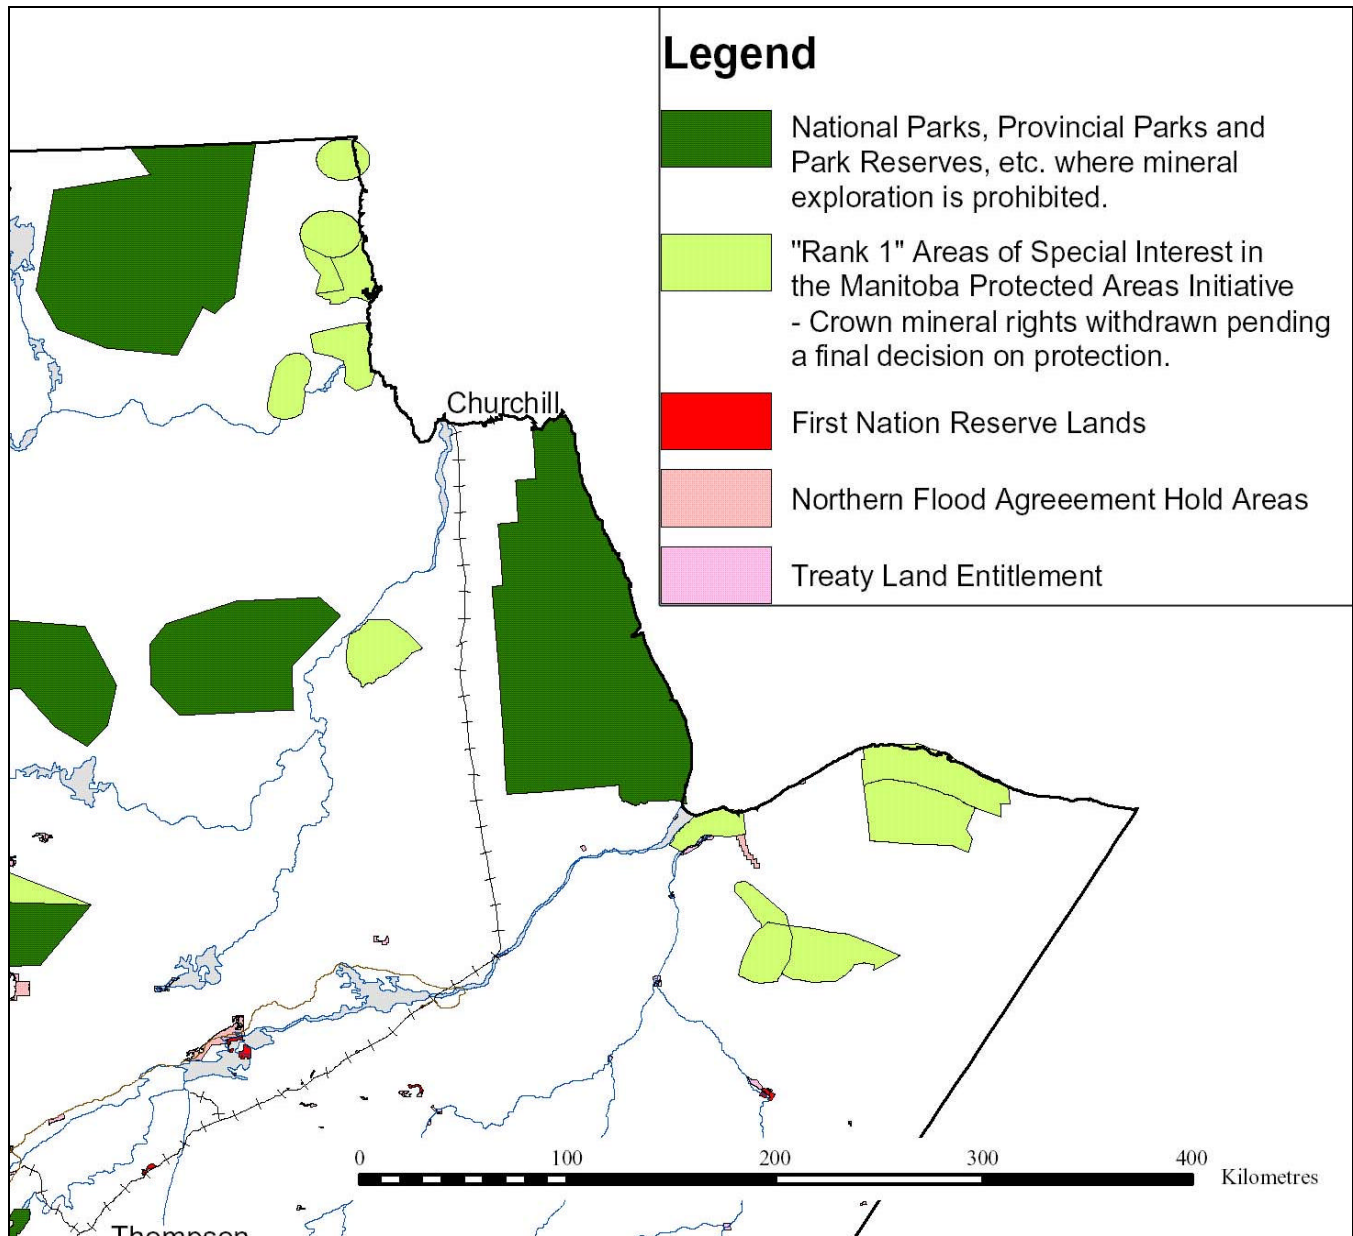 Legend
National Parks, Provincial Parks and
Park Reserves, etc. where mineral
exploration is prohibited.
"Rank 1" Areas of Special Interest in
the Manitoba Protected Areas Initiative
- Crown mineral rights withdrawn pending
a final decision on protection.
First Nation Reserve Lands
Northern Flood Agreeement Hold Areas
Treaty Land Entitlement
Churchill
0 100 200 300 400
Kilometres
Thompson